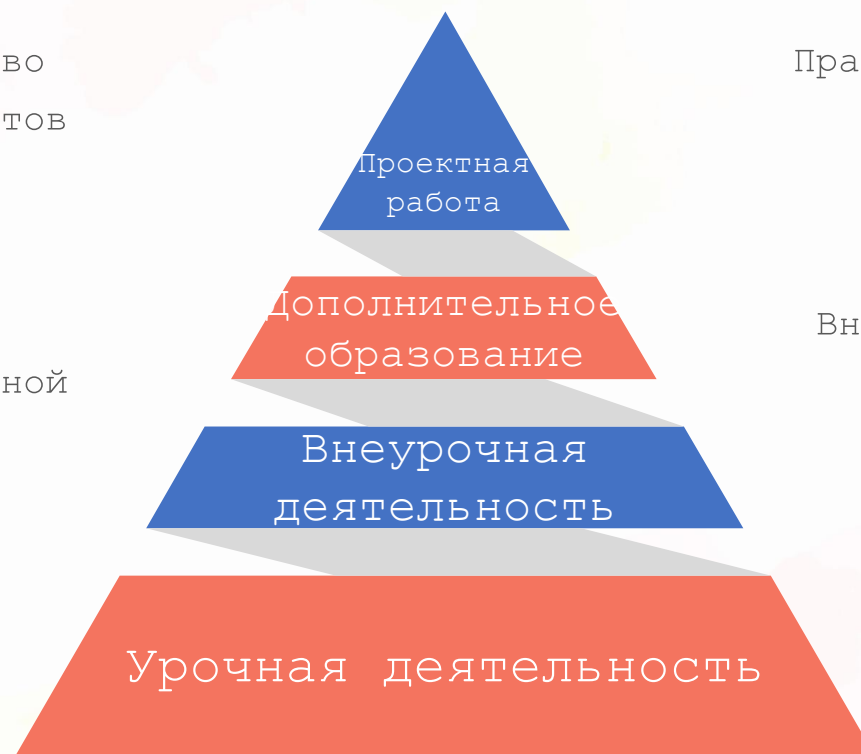 во
тов
Пра
Проектная
работа
Дополнительное
образование
Вн
ной
Внеурочная
деятельность
Урочная деятельность